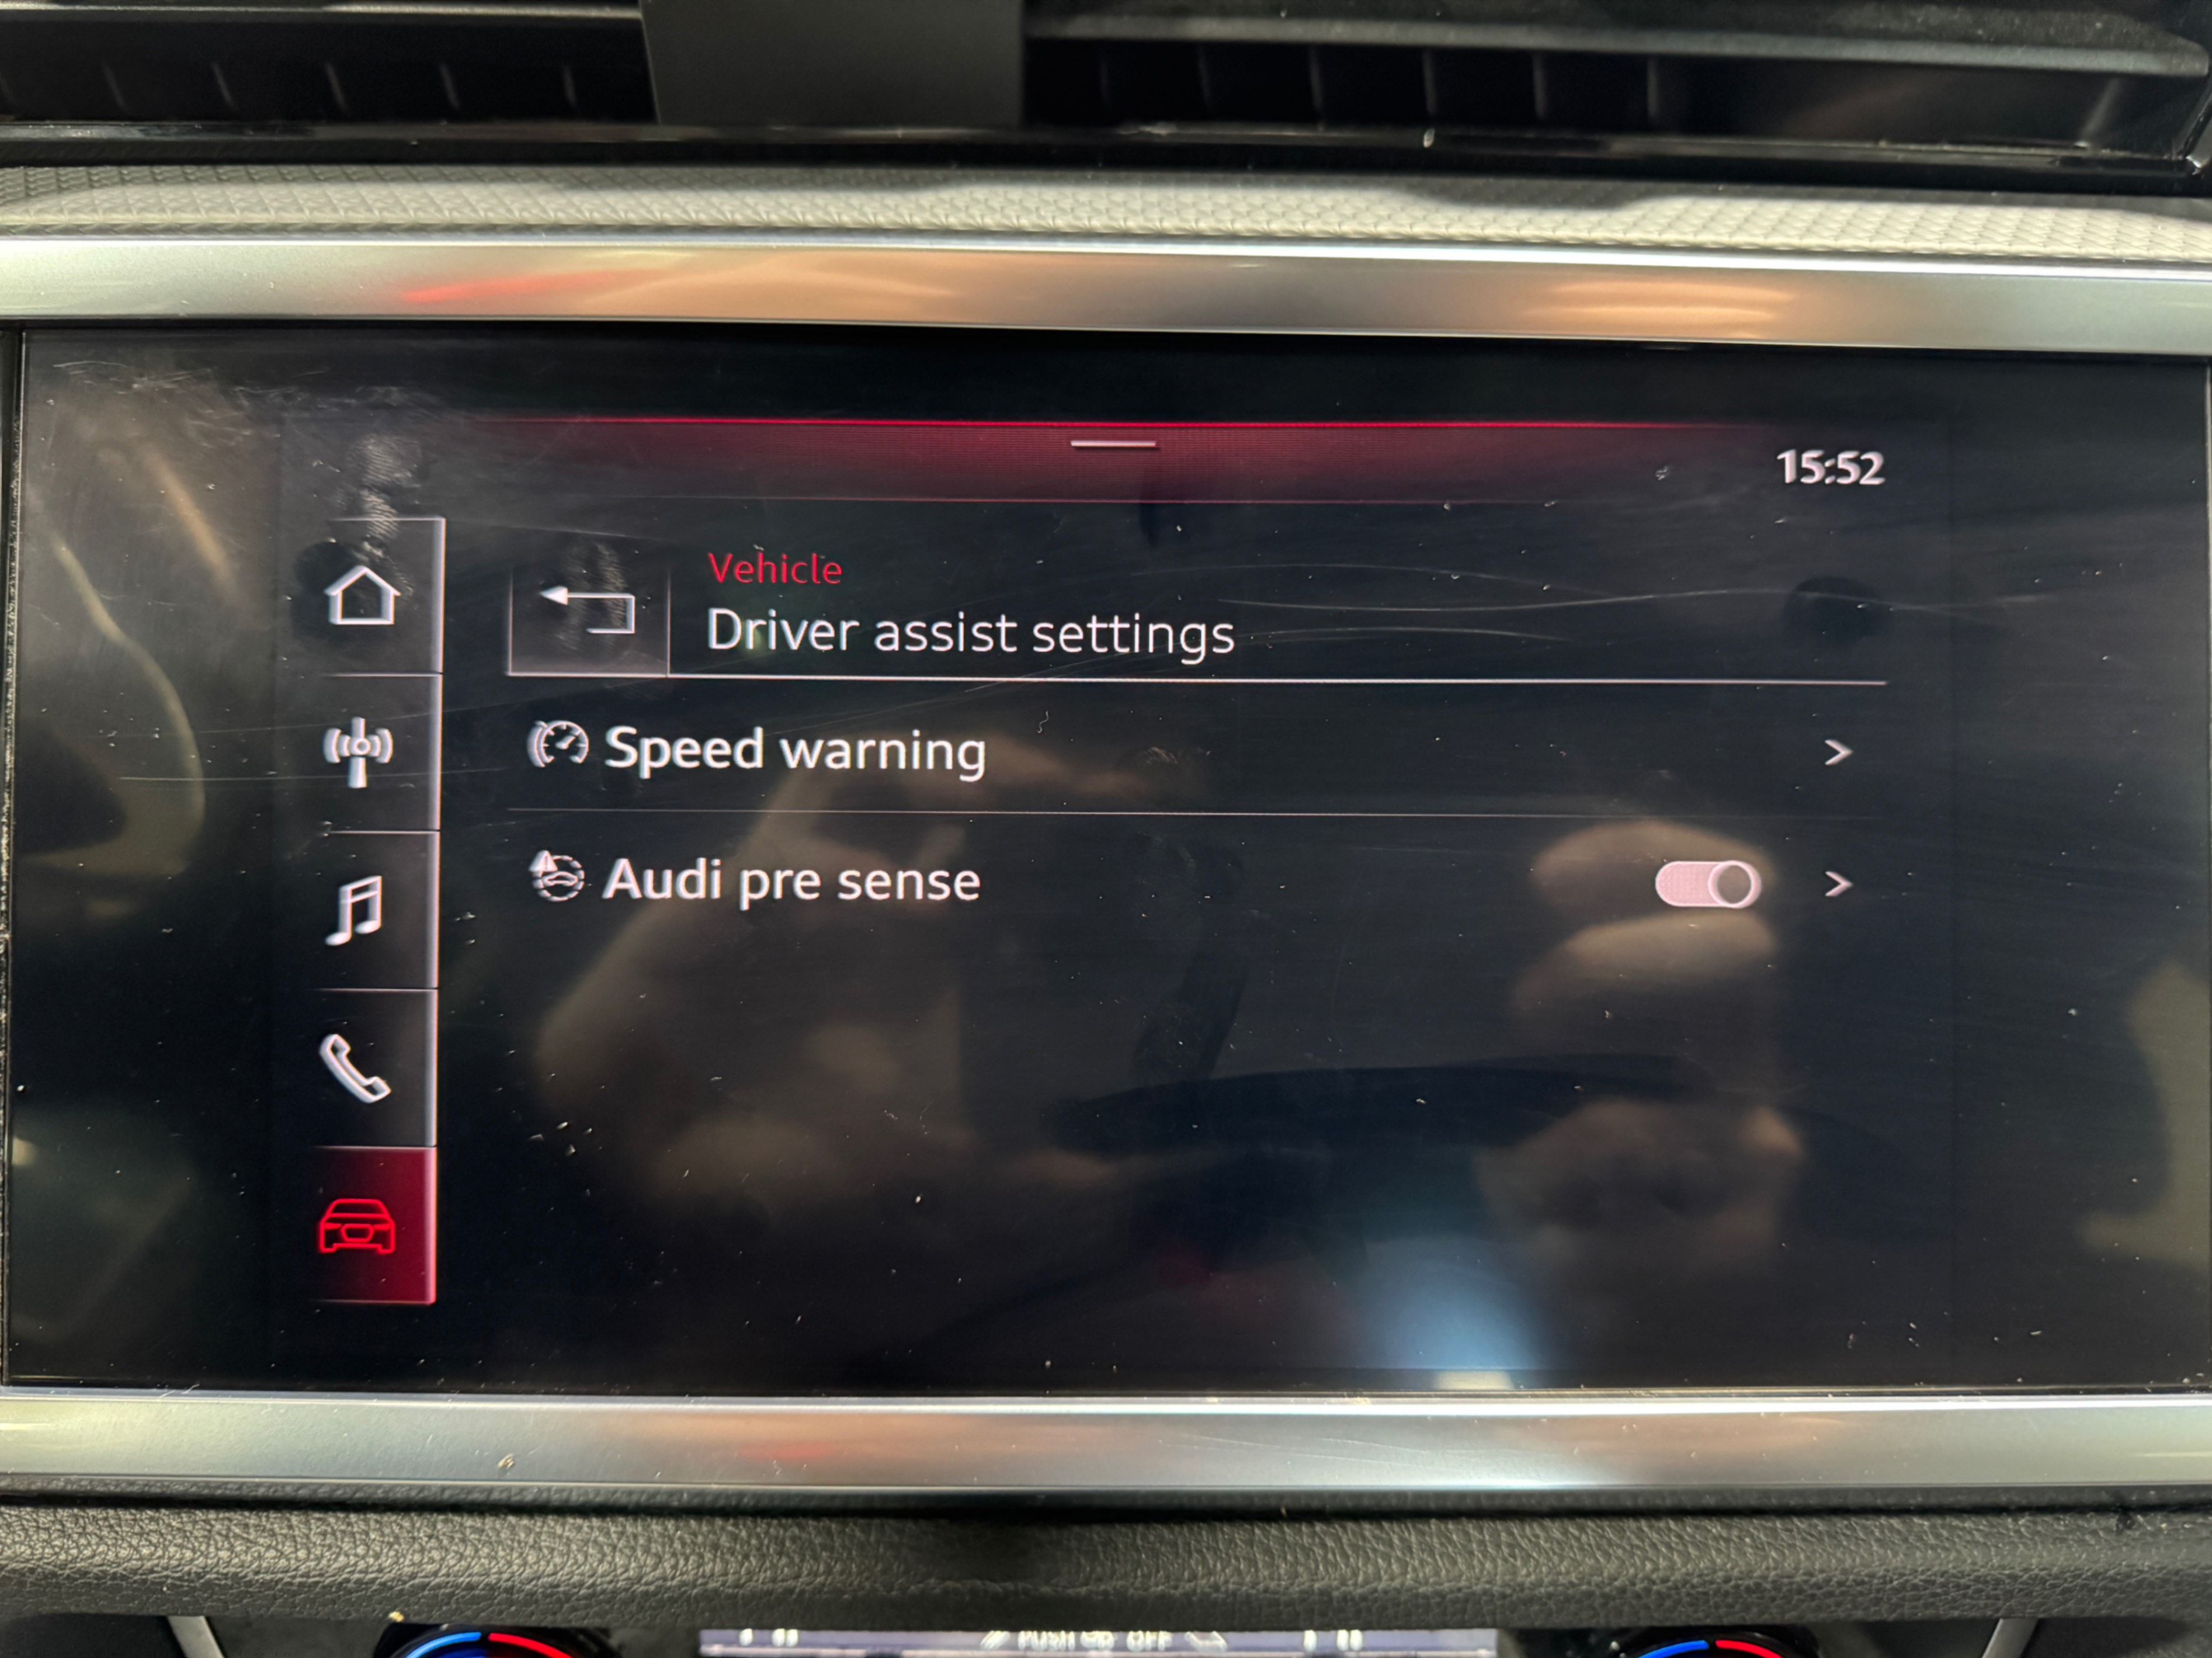 15:52
Vehicle
Driver assist settings
Speed warning
Audi pre sense